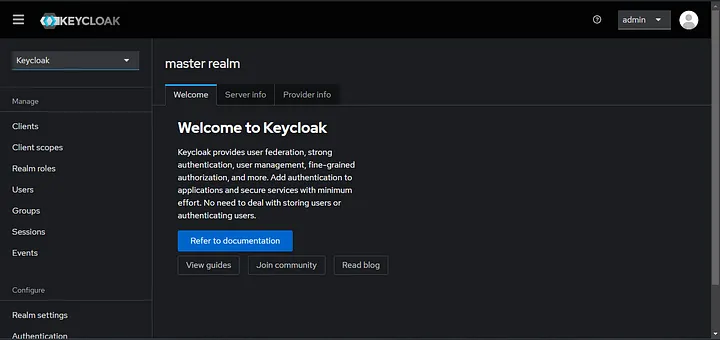 KEYCLOAK
admin
Keycloak
master realm
Welcome
Server info
Provider info
Manage
Clients
Client scopes
Realm roles
Users
Groups
Sessions
Events
Configure
Realm settings
Authentication
Welcome to Keycloak
Keycloak provides user federation, strong
authentication, user management, fine-grained
authorization, and more. Add authentication to
applications and secure services with minimum
effort. No need to deal with storing users or
authenticating users.
Refer to documentation
View guides
Join community
Read blog